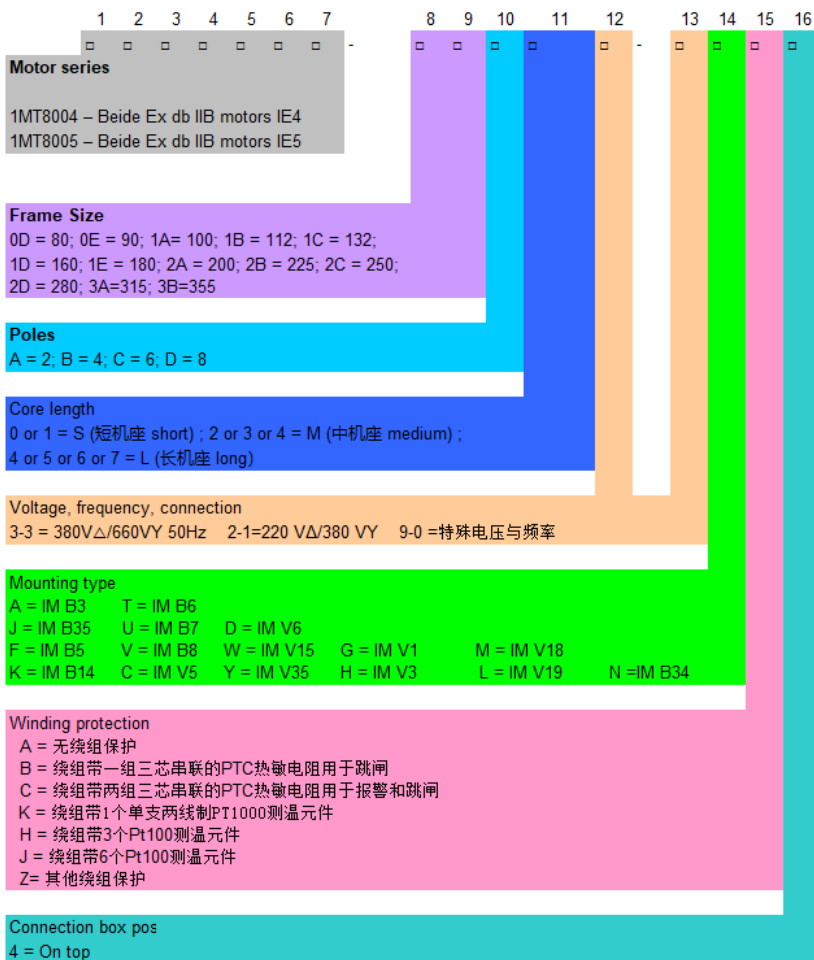 1 2 3 4 5 6 7 8 9 10 11 12 13 14 15 16
□ □ □ □ □ □ □ - □ □ □ □ □ - □ □ □ □
Motor series
1MT8004 – Beide Ex db IIB motors IE4
1MT8005 – Beide Ex db IIB motors IE5
Frame Size
0D = 80; 0E = 90; 1A= 100; 1B = 112; 1C = 132;
1D = 160; 1E = 180; 2A = 200; 2B = 225; 2C = 250;
2D = 280; 3A=315; 3B=355
Poles
A = 2; B = 4; C = 6; D = 8
Core length
0 or 1 = S (短机座 short) ; 2 or 3 or 4 = M (中机座 medium) ;
4 or 5 or 6 or 7 = L (长机座 long)
Voltage, frequency, connection
3-3 = 380V△/660VY 50Hz 2-1=220 VΔ/380 VY 9-0 =特殊电压与频率
Mounting type
A = IM B3 T = IM B6
J = IM B35 U = IM B7 D = IM V6
F = IM B5 V = IM B8 W = IM V15 G = IM V1 M = IM V18
K = IM B14 C = IM V5 Y = IM V35 H = IM V3 L = IM V19 N =IM B34
Winding protection
A = 无绕组保护
B = 绕组带一组三芯串联的PTC热敏电阻用于跳闸
C = 绕组带两组三芯串联的PTC热敏电阻用于报警和跳闸
K = 绕组带1个单支两线制PT1000测温元件
H = 绕组带3个Pt100测温元件
J = 绕组带6个Pt100测温元件
Z= 其他绕组保护
Connection box pos
4 = On top